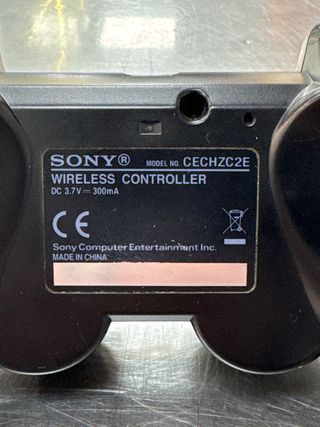 SONY® MODEL NO. CECHZC2E
WIRELESS CONTROLLER
DC 3.7V ⎓ 300mA
CE
Sony Computer Entertainment Inc.
MADE IN CHINA